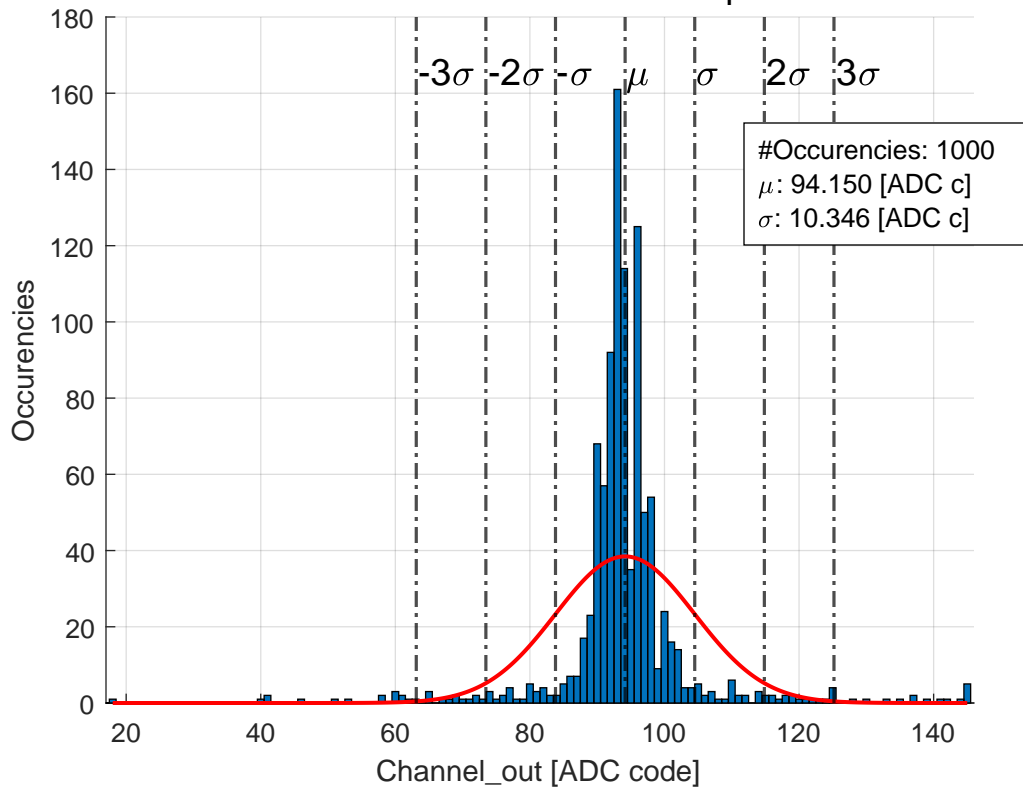 180
160
140
120
100
80
60
40
20
0
Occurencies
-3σ -2σ -σ μ σ 2σ 3σ
#Occurencies: 1000
μ: 94.150 [ADC c]
σ: 10.346 [ADC c]
20 40 60 80 100 120 140
Channel_out [ADC code]